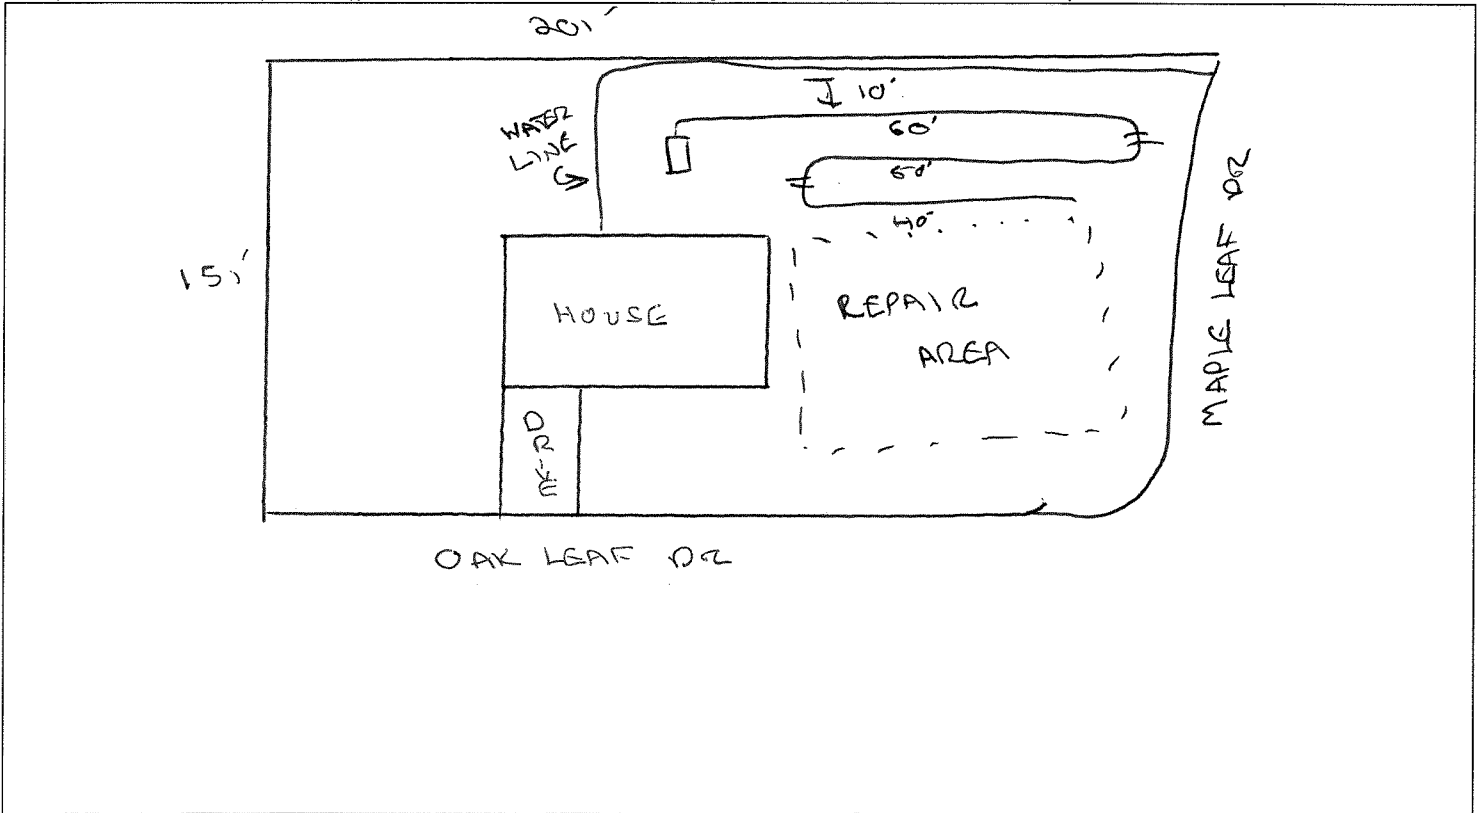 201'
10'
WATER
LINE
60'
60'
40'
151'
HOUSE
REPAIR
AREA
MAPLE LEAF DR
DRIVE
OAK LEAF DR